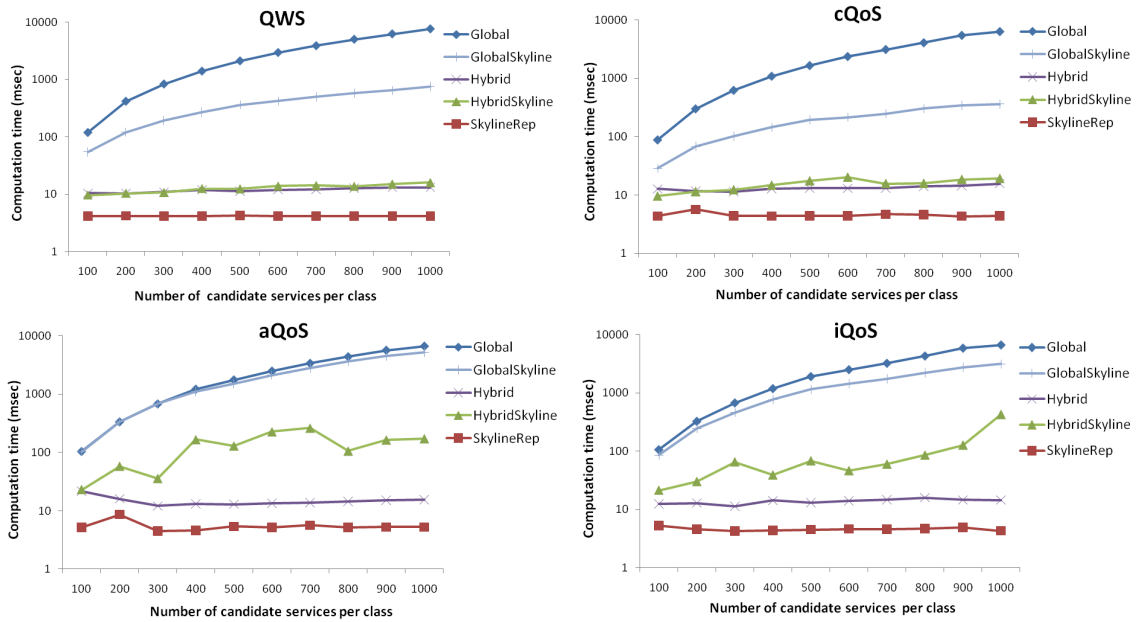 QWS
10000
1000
100
10
1
Computation time (msec)
100 200 300 400 500 600 700 800 900 1000
Number of candidate services per class
Global
GlobalSkyline
Hybrid
HybridSkyline
SkylineRep
cQoS
10000
1000
100
10
1
Computation time (msec)
100 200 300 400 500 600 700 800 900 1000
Number of candidate services per class
Global
GlobalSkyline
Hybrid
HybridSkyline
SkylineRep
aQoS
10000
1000
100
10
1
Computation time (msec)
100 200 300 400 500 600 700 800 900 1000
Number of candidate services per class
Global
GlobalSkyline
Hybrid
HybridSkyline
SkylineRep
iQoS
10000
1000
100
10
1
Computation time (msec)
100 200 300 400 500 600 700 800 900 1000
Number of candidate services per class
Global
GlobalSkyline
Hybrid
HybridSkyline
SkylineRep